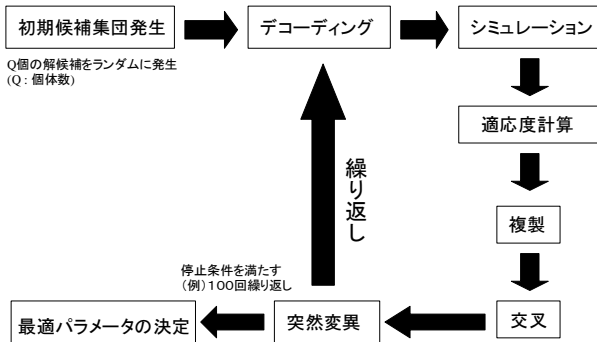 初期候補集団発生
デコーディング
シミュレーション
Q個の解候補をランダムに発生
(Q : 個体数)
適応度計算
複製
交叉
繰り返し
突然変異
停止条件を満たす
(例)100回繰り返し
最適パラメータの決定